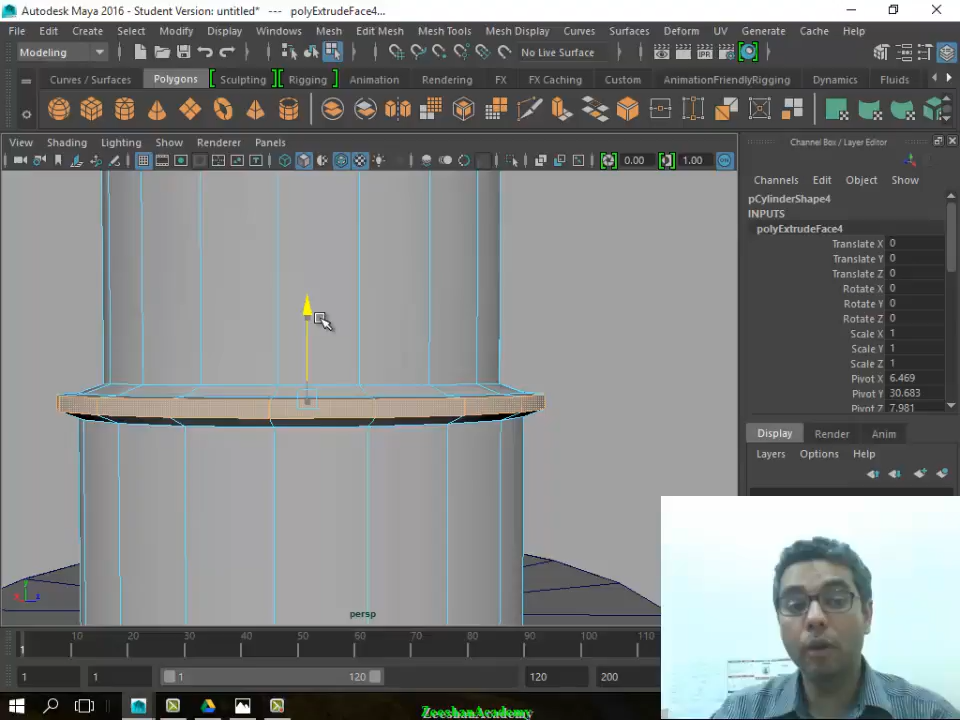 Autodesk Maya 2016 - Student Version: untitled* --- polyExtrudeFace4...
File Edit Create Select Modify Display Windows Mesh Edit Mesh Mesh Tools Mesh Display Curves Surfaces Deform UV Generate Cache Help
Modeling No Live Surface
Curves / Surfaces Polygons Sculpting Rigging Animation Rendering FX FX Caching Custom AnimationFriendlyRigging Dynamics Fluids
View Shading Lighting Show Renderer Panels
0.00 1.00
Channel Box / Layer Editor
Channels Edit Object Show
pCylinderShape4
INPUTS
polyExtrudeFace4
Translate X 0
Translate Y 0
Translate Z 0
Rotate X 0
Rotate Y 0
Rotate Z 0
Scale X 1
Scale Y 1
Scale Z 1
Pivot X 6.469
Pivot Y 30.683
Pivot Z 7.981
Display Render Anim
Layers Options Help
persp
1 10 20 30 40 50 60 70 80 90 100 110
1 1 1 120 120 200
ZeeshanAcademy